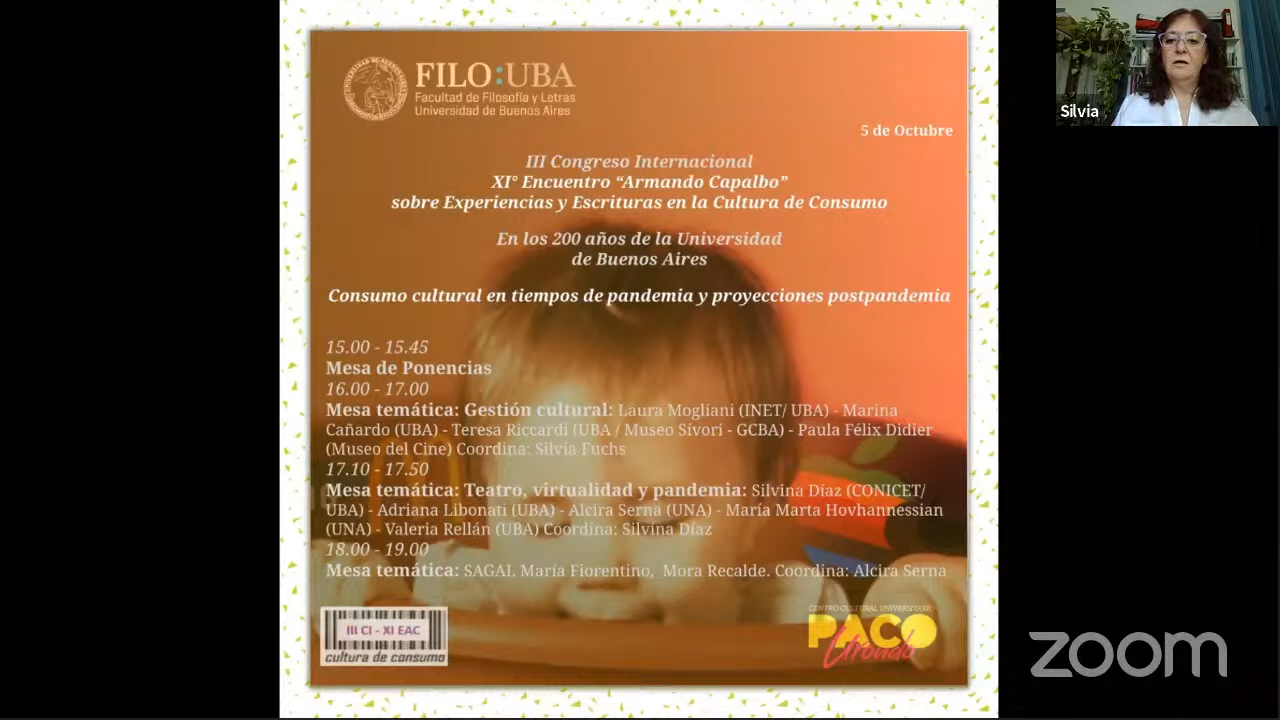 FILO:UBA
Facultad de Filosofía y Letras
Universidad de Buenos Aires
5 de Octubre
III Congreso Internacional
XI° Encuentro “Armando Capalbo”
sobre Experiencias y Escrituras en la Cultura de Consumo
En los 200 años de la Universidad
de Buenos Aires
Consumo cultural en tiempos de pandemia y proyecciones postpandemia
15.00 - 15.45
Mesa de Ponencias
16.00 - 17.00
Mesa temática: Gestión cultural: Laura Mogliani (INET/ UBA) - Marina
Cañardo (UBA) - Teresa Riccardi (UBA / Museo Sívori - GCBA) - Paula Félix Didier
(Museo del Cine) Coordina: Silvia Fuchs
17.10 - 17.50
Mesa temática: Teatro, virtualidad y pandemia: Silvina Díaz (CONICET/
UBA) - Adriana Libonati (UBA) - Alcira Serna (UNA) - María Marta Hovhannessian
(UNA) - Valeria Rellán (UBA) Coordina: Silvina Díaz
18.00 - 19.00
Mesa temática: SAGAI. María Fiorentino, Mora Recalde. Coordina: Alcira Serna
III CI - XI EAC
cultura de consumo
CENTRO CULTURAL UNIVERSITARIO
PACO
Urondo
Silvia
zoom